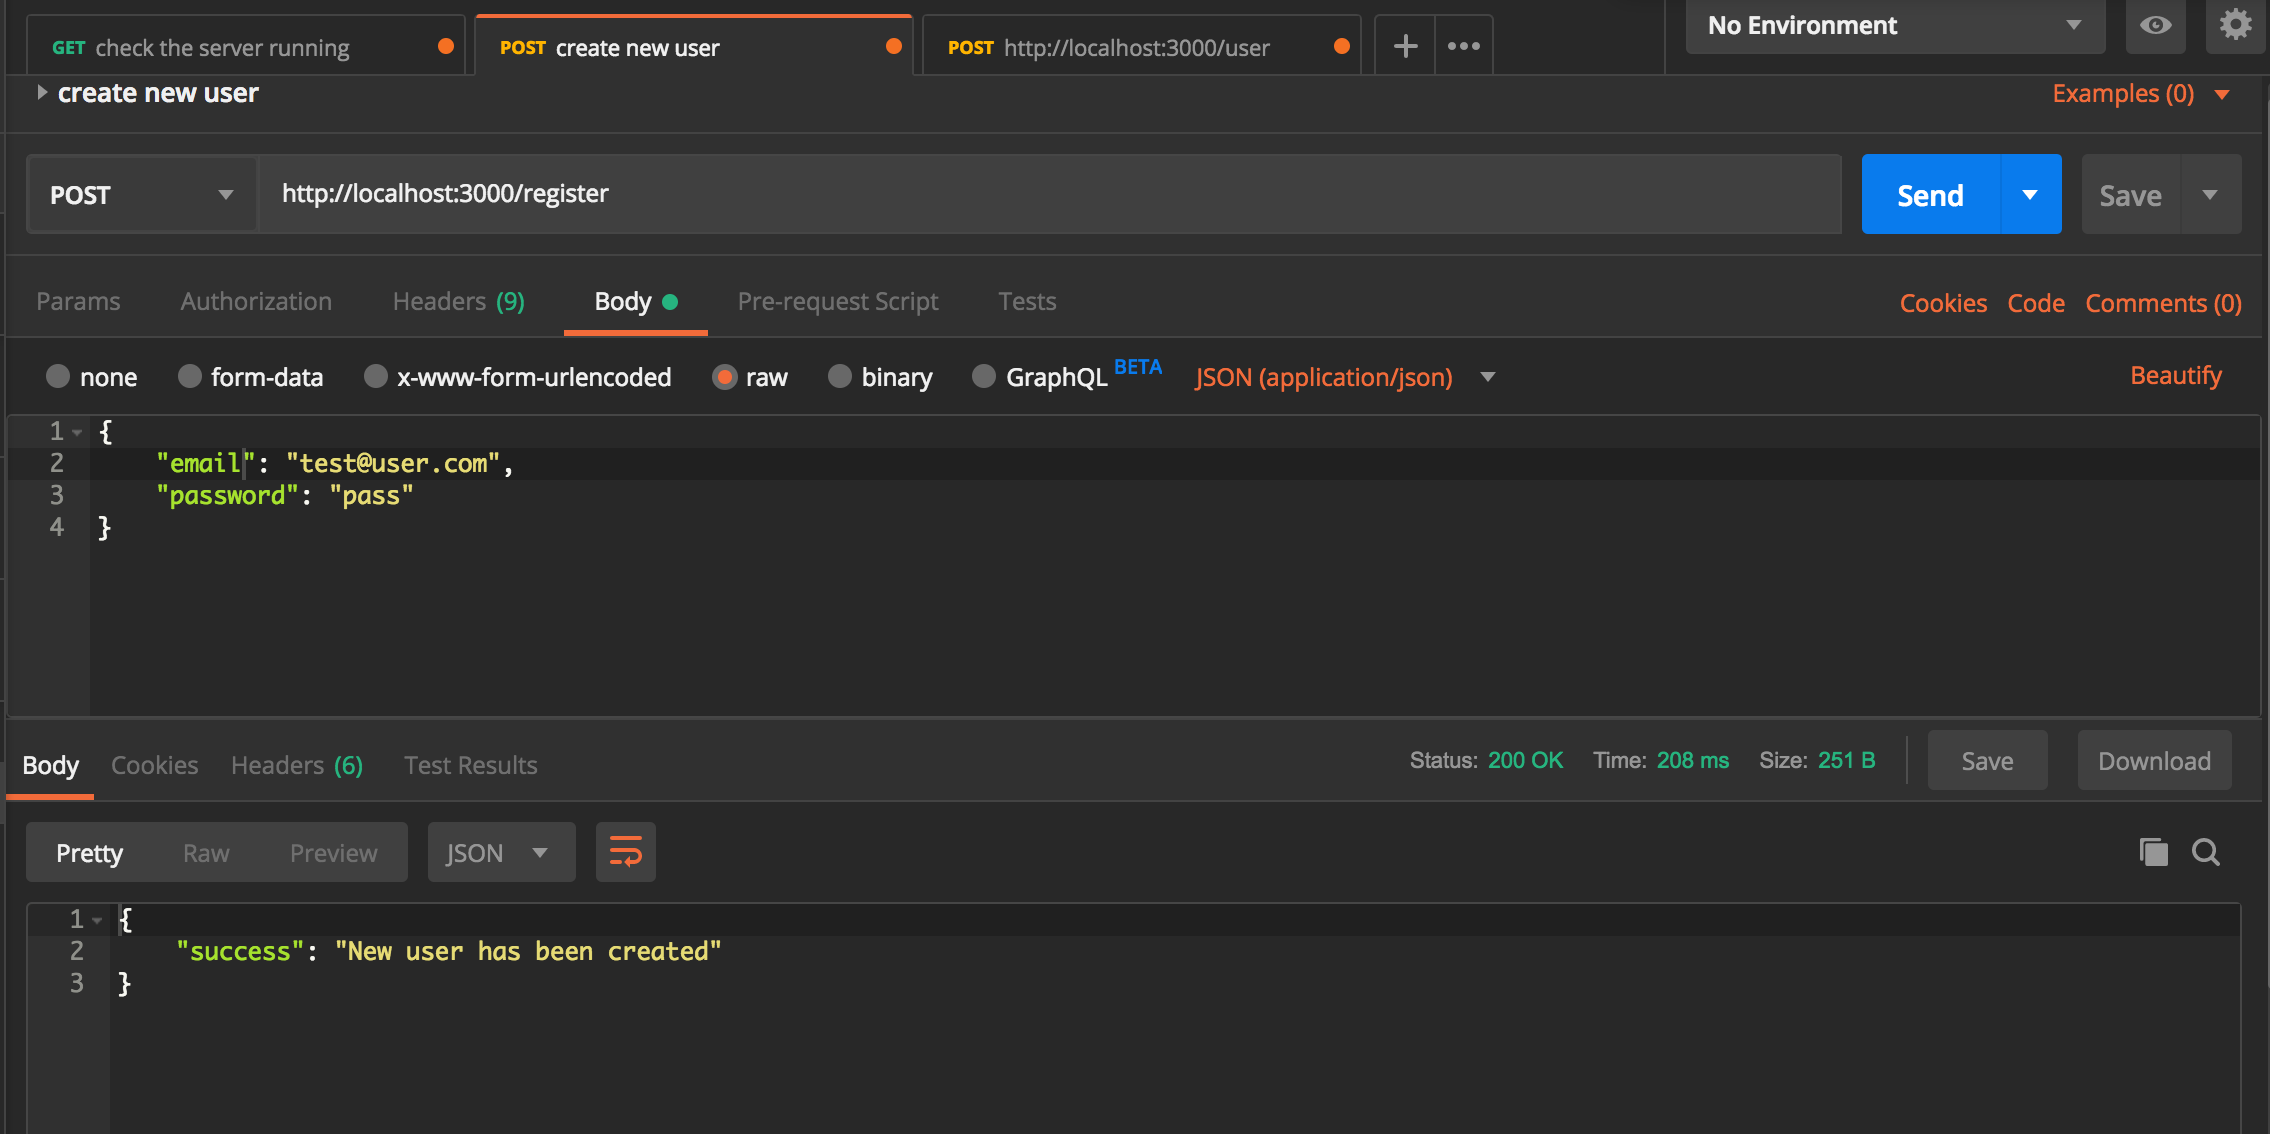 GET check the server running
POST create new user
POST http://localhost:3000/user
No Environment
create new user
Examples (0)
POST
http://localhost:3000/register
Send
Save
Params Authorization Headers (9) Body Pre-request Script Tests Cookies Code Comments (0)
none form-data x-www-form-urlencoded raw binary GraphQL BETA JSON (application/json) Beautify
1 {
2 "email": "test@user.com",
3 "password": "pass"
4 }
Body Cookies Headers (6) Test Results Status: 200 OK Time: 208 ms Size: 251 B Save Download
Pretty Raw Preview JSON
1 {
2 "success": "New user has been created"
3 }